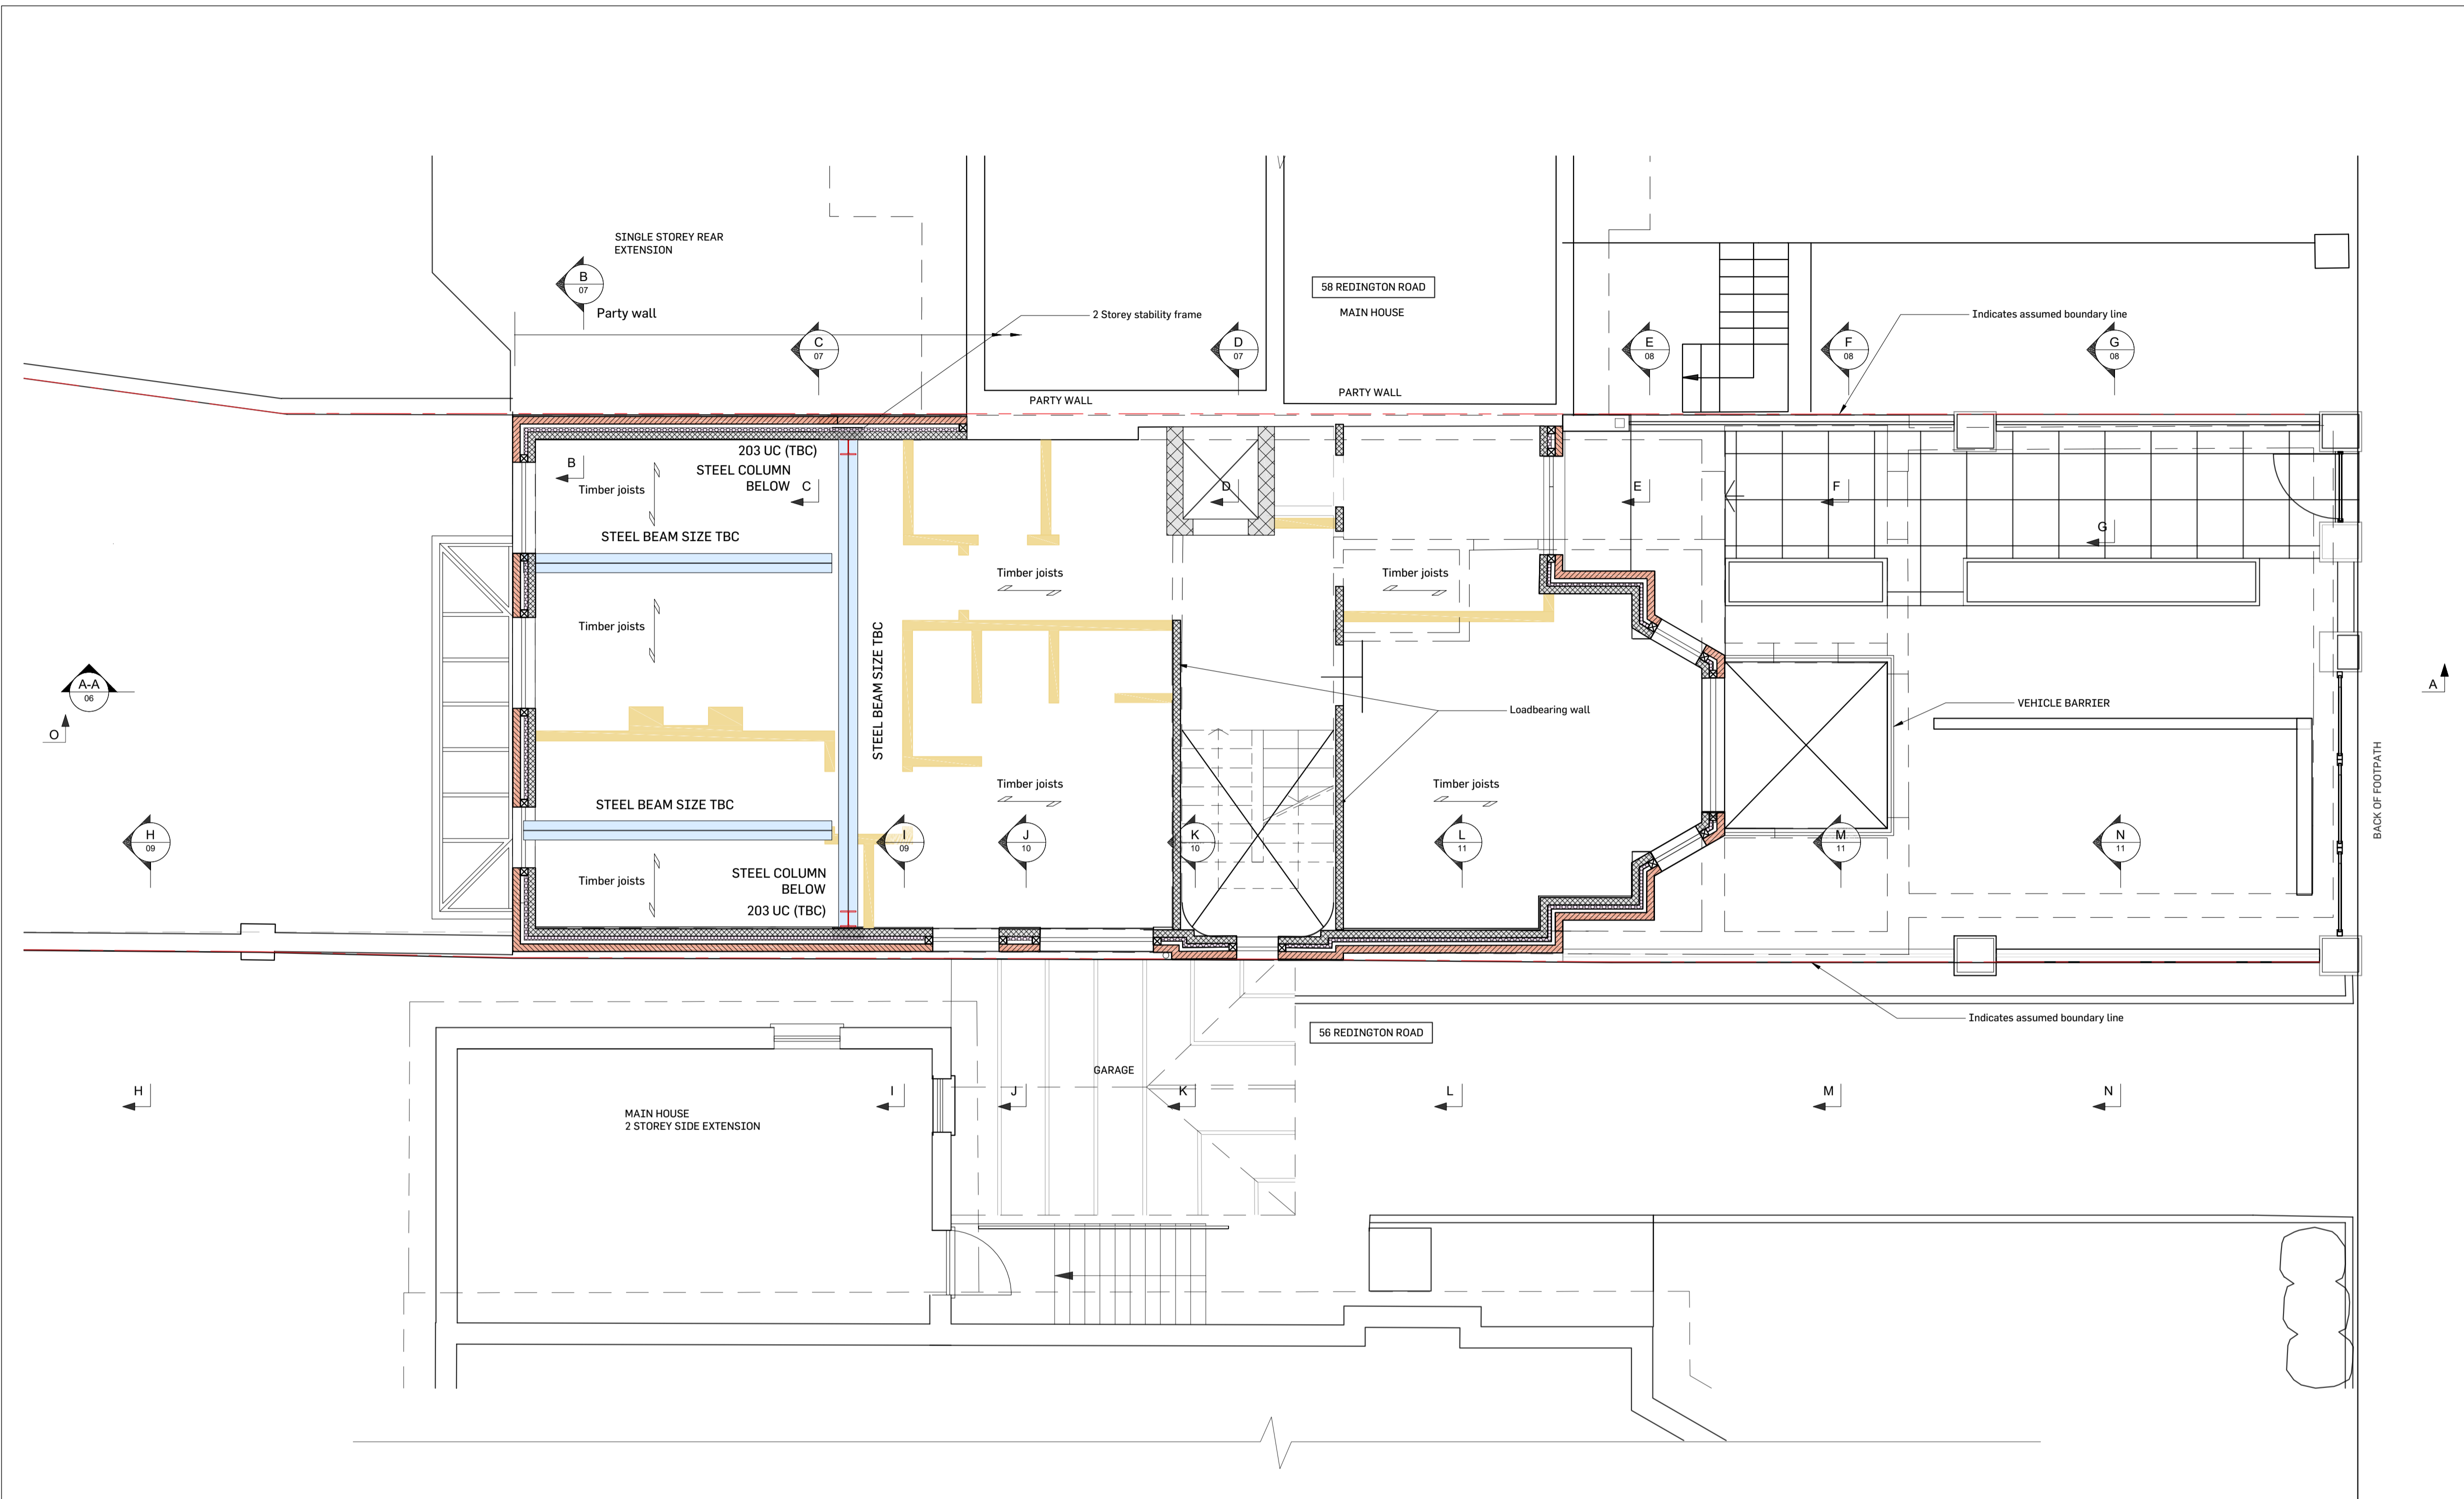 SINGLE STOREY REAR
EXTENSION
B
07
Party wall
2 Storey stability frame
58 REDINGTON ROAD
MAIN HOUSE
Indicates assumed boundary line
C
07
D
07
E
08
F
08
G
08
PARTY WALL
PARTY WALL
203 UC (TBC)
STEEL COLUMN
BELOW
B
C
D
E
F
G
Timber joists
STEEL BEAM SIZE TBC
Timber joists
Timber joists
Timber joists
STEEL BEAM SIZE TBC
A-A
06
O
A
Loadbearing wall
VEHICLE BARRIER
BACK OF FOOTPATH
Timber joists
Timber joists
STEEL BEAM SIZE TBC
H
09
I
09
J
10
K
10
L
11
M
11
N
11
Timber joists
STEEL COLUMN
BELOW
203 UC (TBC)
Indicates assumed boundary line
56 REDINGTON ROAD
GARAGE
H
I
J
K
L
M
N
MAIN HOUSE
2 STOREY SIDE EXTENSION